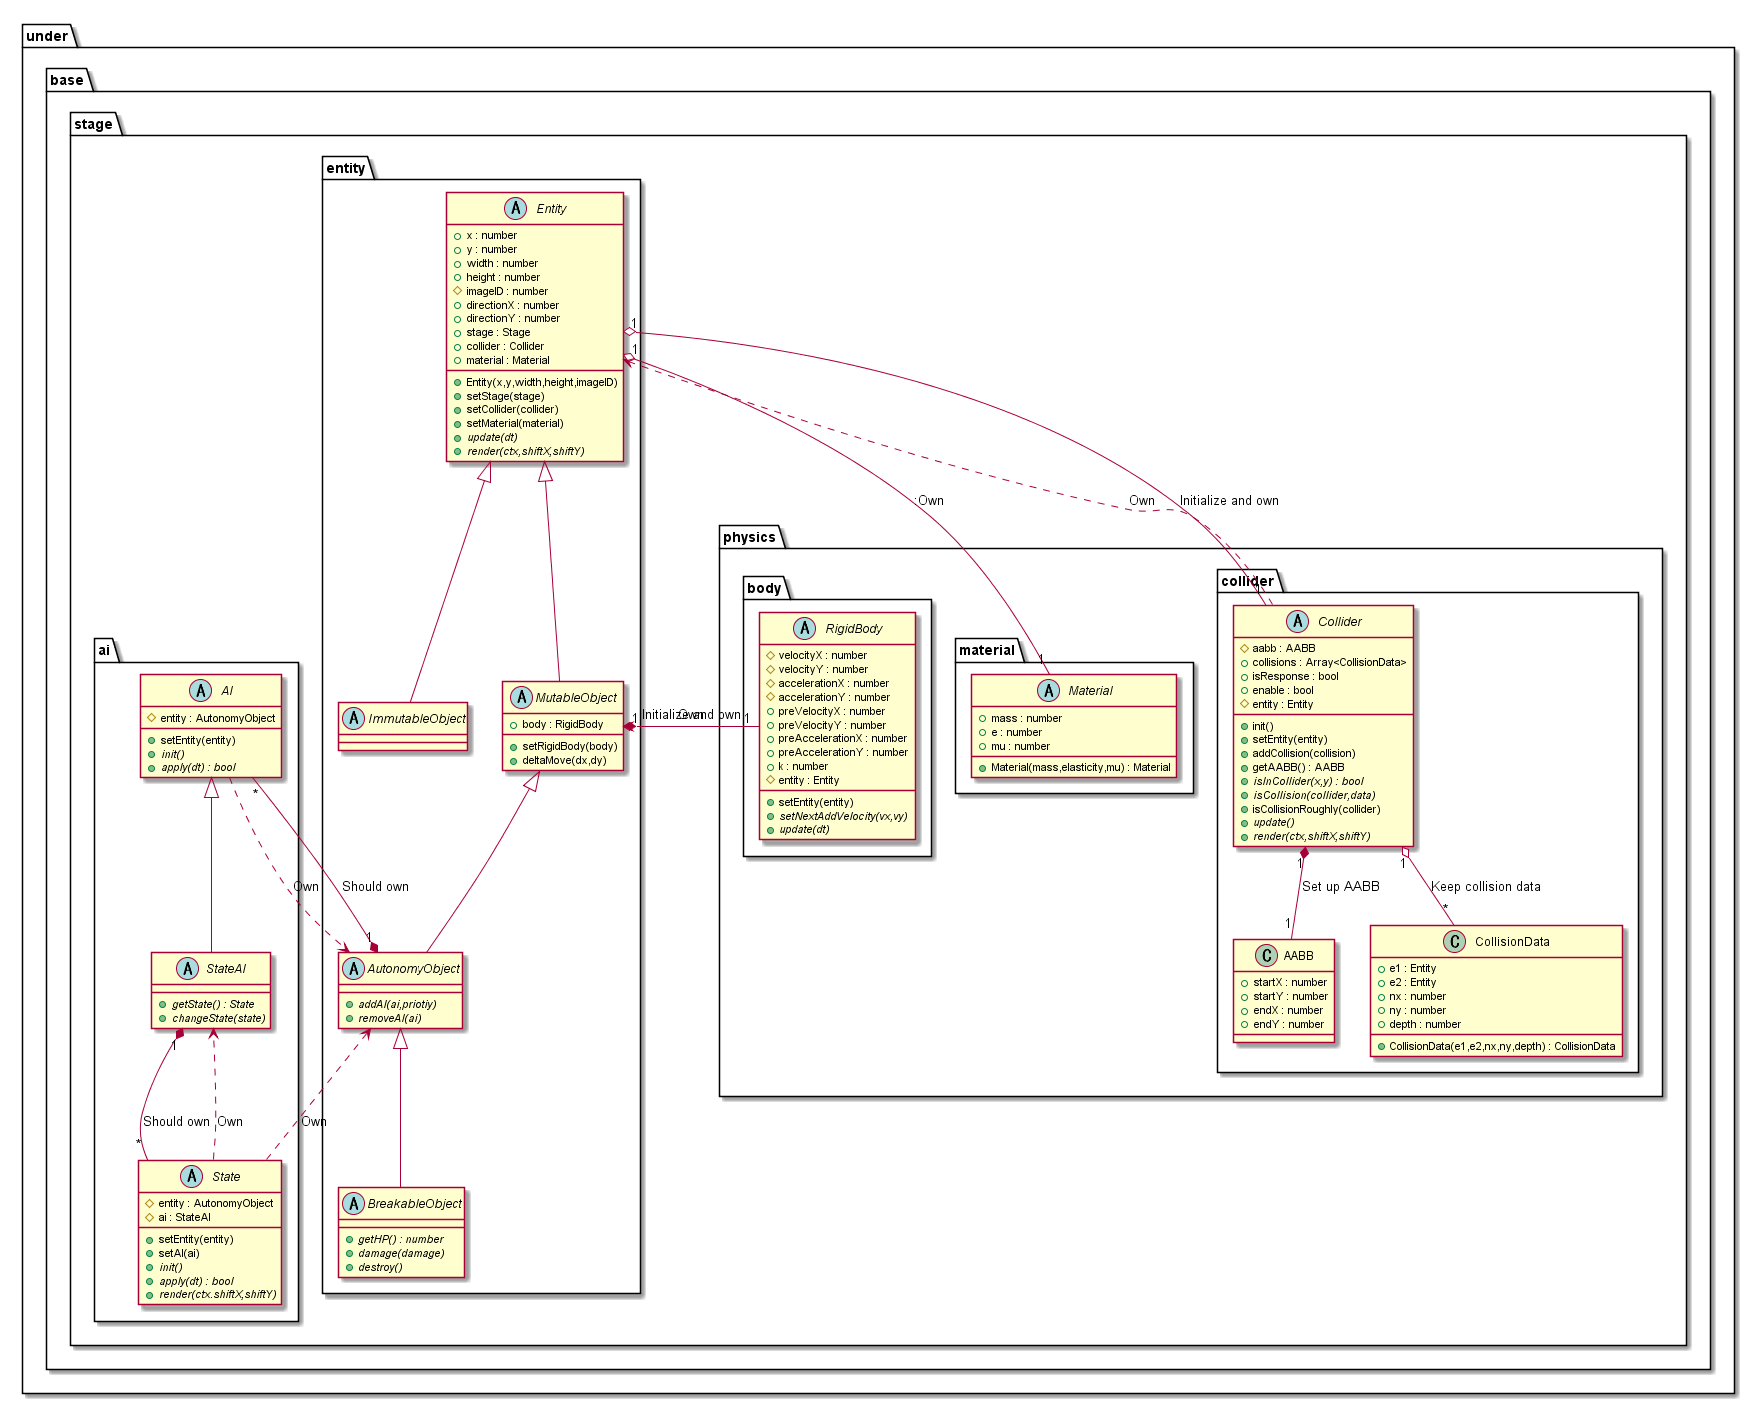 under
base
stage
entity
Entity
x : number
y : number
width : number
height : number
imageID : number
directionX : number
directionY : number
stage : Stage
collider : Collider
material : Material
Entity(x,y,width,height,imageID)
setStage(stage)
setCollider(collider)
setMaterial(material)
update(dt)
render(ctx,shiftX,shiftY)
1
1
Own
Own
Initialize and own
physics
body
RigidBody
velocityX : number
velocityY : number
accelerationX : number
accelerationY : number
preVelocityX : number
preVelocityY : number
preAccelerationX : number
preAccelerationY : number
k : number
entity : Entity
setEntity(entity)
setNextAddVelocity(vx,vy)
update(dt)
material
1
Material
mass : number
e : number
mu : number
Material(mass,elasticity,mu) : Material
collider
1
Collider
aabb : AABB
collisions : Array<CollisionData>
isResponse : bool
enable : bool
entity : Entity
init()
setEntity(entity)
addCollision(collision)
getAABB() : AABB
isInCollider(x,y) : bool
isCollision(collider,data)
isCollisionRoughly(collider)
update()
render(ctx,shiftX,shiftY)
1
1
Set up AABB
Keep collision data
1
*
AABB
startX : number
startY : number
endX : number
endY : number
CollisionData
e1 : Entity
e2 : Entity
nx : number
ny : number
depth : number
CollisionData(e1,e2,nx,ny,depth) : CollisionData
ai
AI
entity : AutonomyObject
setEntity(entity)
init()
apply(dt) : bool
*
ImmutableObject
MutableObject
body : RigidBody
setRigidBody(body)
deltaMove(dx,dy)
1
Initialize and own
Own
1
Own
Should own
1
StateAI
getState() : State
changeState(state)
1
AutonomyObject
addAI(ai,priotiy)
removeAI(ai)
Should own
Own
Own
*
State
entity : AutonomyObject
ai : StateAI
setEntity(entity)
setAI(ai)
init()
apply(dt) : bool
render(ctx.shiftX,shiftY)
BreakableObject
getHP() : number
damage(damage)
destroy()